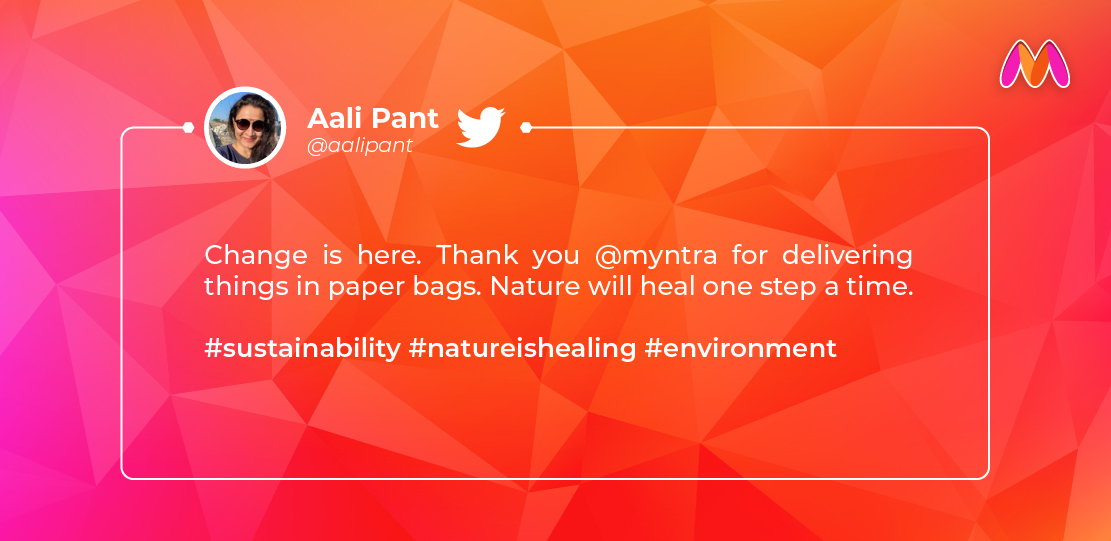 Aali Pant
@aalipant
Change is here. Thank you @myntra for delivering
things in paper bags. Nature will heal one step a time.
#sustainability #natureishealing #environment